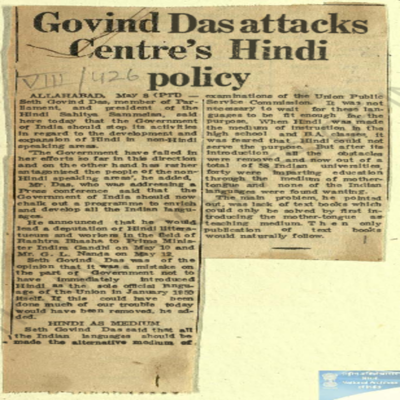 Govind Das attacks
Centre's Hindi
policy
ALLAHABAD, May 8 (PTI)—
Seth Govind Das, member of Par-
liament, and president of the
Hindi Sahitya Sammelan, said
here today that the Government
of India should stop its activities
in regard to the development and
expansion of Hindi in non-Hindi
speaking areas.
"The Government have failed in
her efforts so far in this direction
and on the other hand has rather
antagonised the people of the non-
Hindi speaking areas", he added.
Mr. Das, who was addressing a
Press conference said that the
Government of India should now
chalk out a programme to enrich
and develop all the Indian langu-
ages.
He announced that he would
lead a deputation of Hindi littera-
teurs and workers in the field of
Rashtra Bhasha to Prime Minis-
ter Indira Gandhi on May 10 and
Mr. G. L. Nanda on May 12.
Seth Govind Das was of the
opinion that it was a mistake on
the part of Government not to
have immediately introduced
Hindi as the sole official langu-
age of the Union in January 1950
itself. If this could have been
done much of our trouble today
would have been removed, he ad-
ded.
HINDI AS MEDIUM
Seth Govind Das said that all
the Indian languages should be
made the alternative medium of
examinations of the Union Public
Service Commission. It was not
necessary to wait for these lan-
guages to be fit enough for the
purpose. When Hindi was made
the medium of instruction in the
high school and B.A. classes, it
was feared that Hindi could not
serve the purpose. But after its
introduction all the
were removed and now out of a
total of universities,
forty were imparting education
through the medium of mother-
tongue and none of the Indian
languages were found wanting.
The main problem, he pointed
out, was lack of text books which
could only be solved by first in-
troducing the mother-tongue as
teaching medium. Then only
publication of text books
would naturally follow.